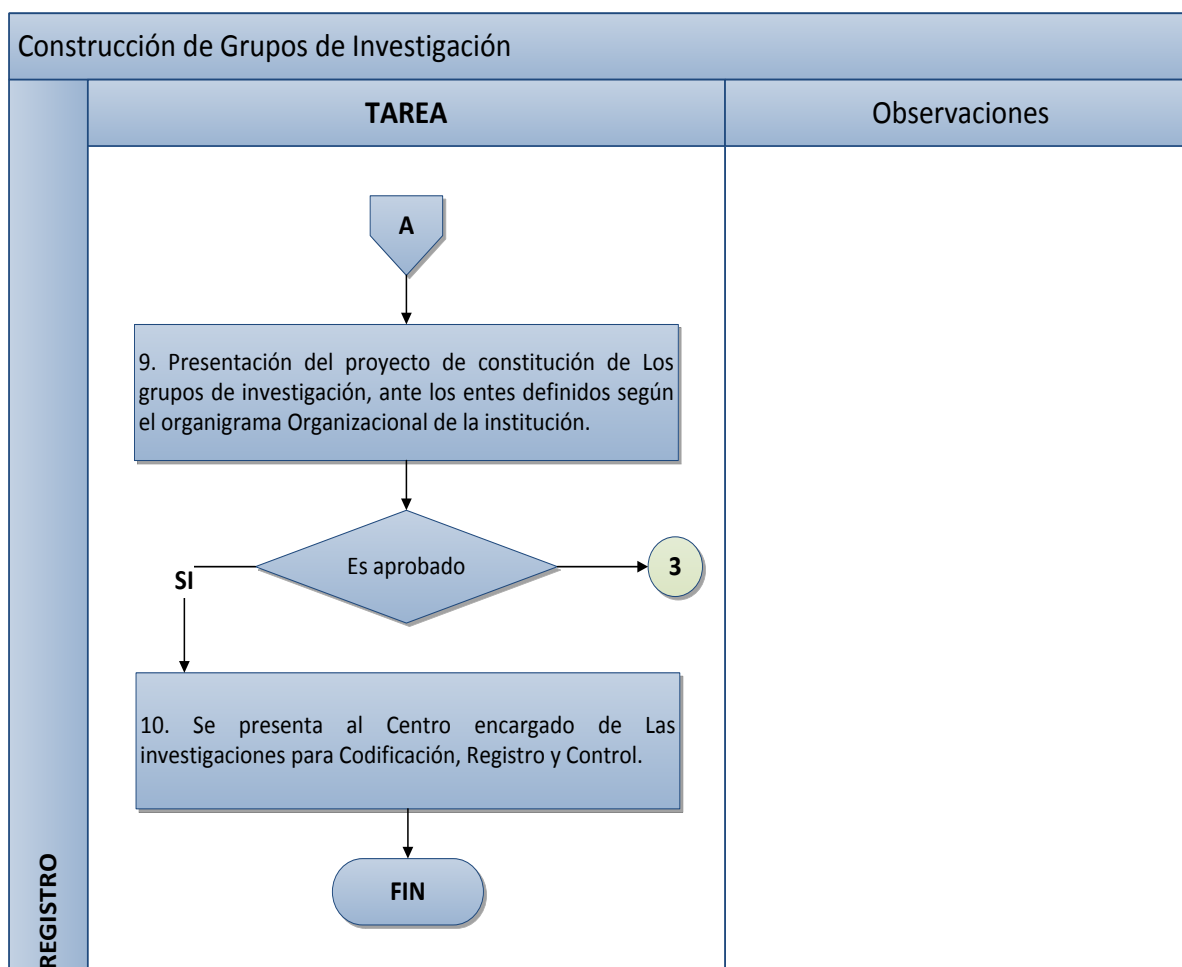 Construcción de Grupos de Investigación
TAREA
Observaciones
A
9. Presentación del proyecto de constitución de Los
grupos de investigación, ante los entes definidos según
el organigrama Organizacional de la institución.
Es aprobado
3
SI
10. Se presenta al Centro encargado de Las
investigaciones para Codificación, Registro y Control.
FIN
REGISTRO